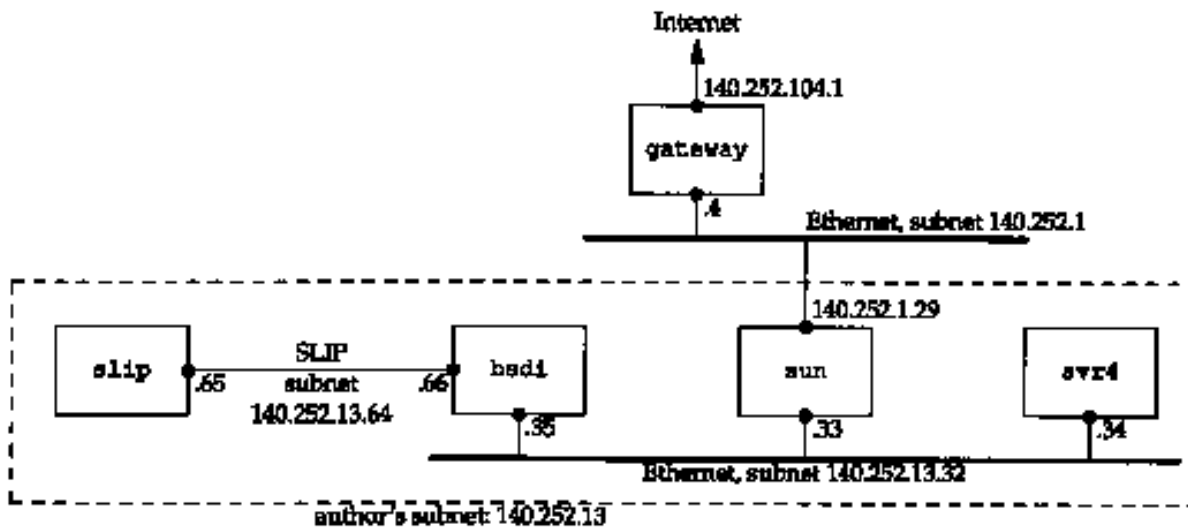 Internet
140.252.104.1
gateway
.4
Ethernet, subnet 140.252.1
140.252.1.29
slip
SLIP
bsdi
sun
svr4
.65
subnet
.66
140.252.13.64
.35
.33
.34
Ethernet, subnet 140.252.13.32
author's subnet: 140.252.13